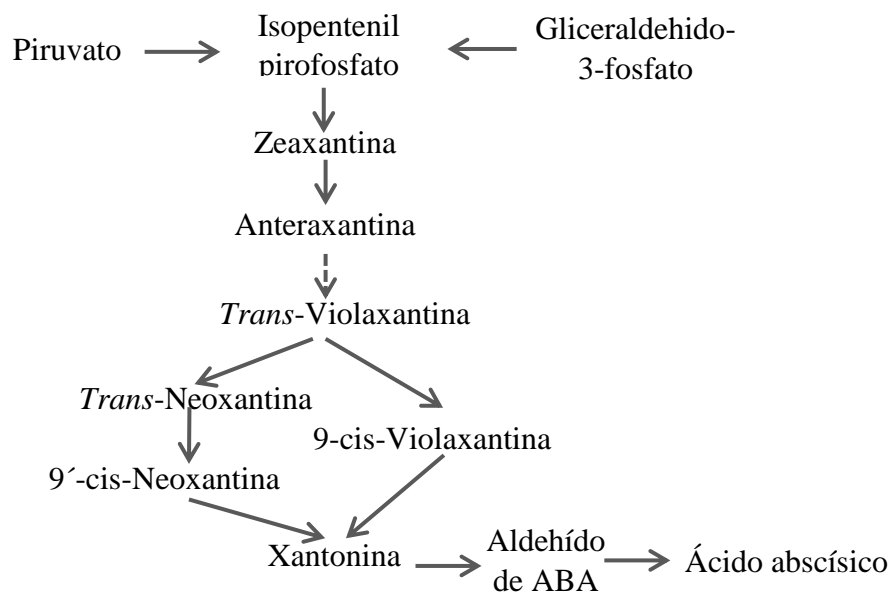 Piruvato
Isopentenil
pirofosfato
Gliceraldehido-
3-fosfato
Zeaxantina
Anteraxantina
Trans-Violaxantina
Trans-Neoxantina
9-cis-Violaxantina
9´-cis-Neoxantina
Xantonina
Aldehído
de ABA
Ácido abscísico